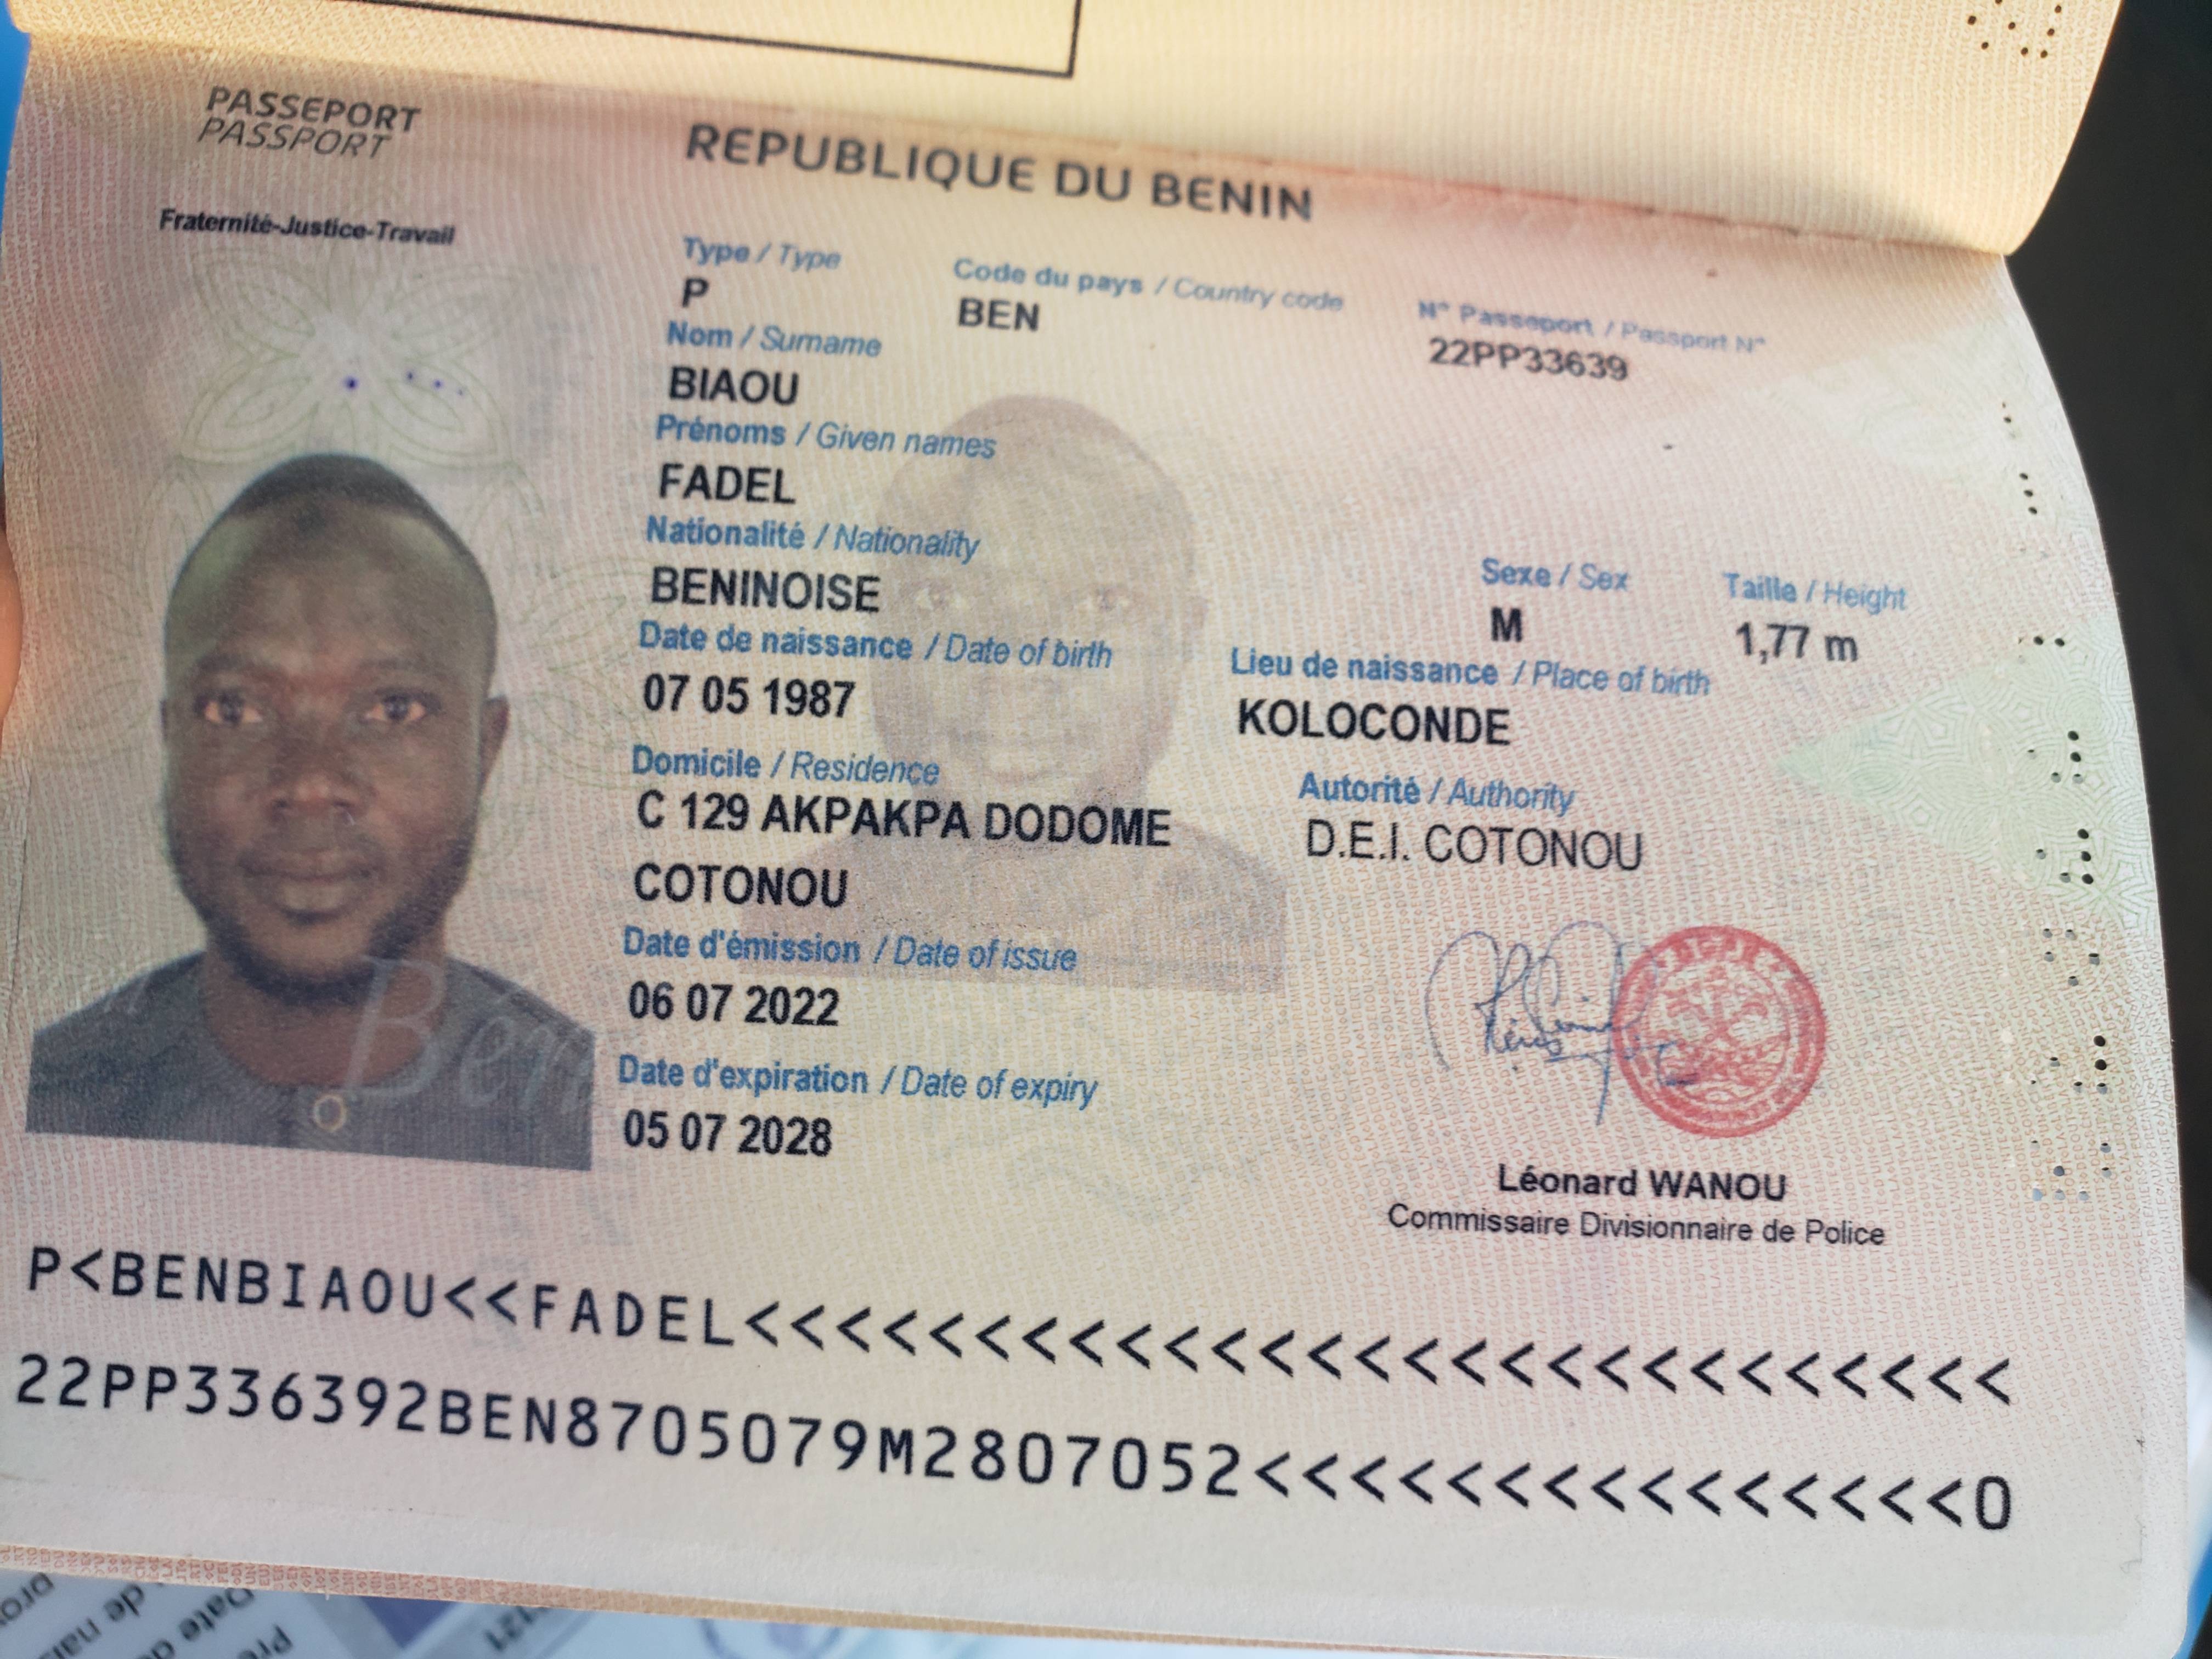 PASSEPORT
PASSPORT
REPUBLIQUE DU BENIN
Fraternité-Justice-Travail
Type / Type
P
Code du pays / Country code
BEN
N° Passeport / Passport N°
22PP33639
Nom / Surname
BIAOU
Prénoms / Given names
FADEL
Nationalité / Nationality
BENINOISE
Sexe / Sex
M
Taille / Height
1,77 m
Date de naissance / Date of birth
07 05 1987
Lieu de naissance / Place of birth
KOLOCONDE
Domicile / Residence
C 129 AKPAKPA DODOME
COTONOU
Autorité / Authority
D.E.I. COTONOU
Date d'émission / Date of issue
06 07 2022
Date d'expiration / Date of expiry
05 07 2028
Léonard WANOU
Commissaire Divisionnaire de Police
P<BENBIAOU<<FADEL<<<<<<<<<<<<<<<<<<<<<<<<<<<
22PP336392BEN8705079M2807052<<<<<<<<<<<<<<<0